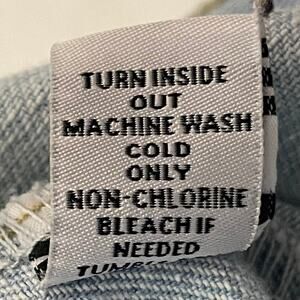 TURN INSIDE
OUT
MACHINE WASH
COLD
ONLY
NON-CHLORINE
BLEACH IF
NEEDED